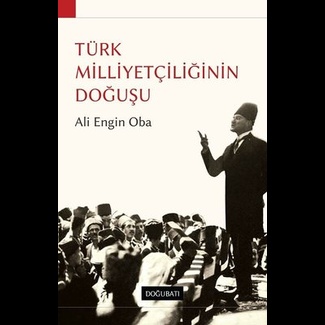 TÜRK
MİLLİYETÇİLİĞİNİN
DOĞUŞU
Ali Engin Oba
DOĞUBATI